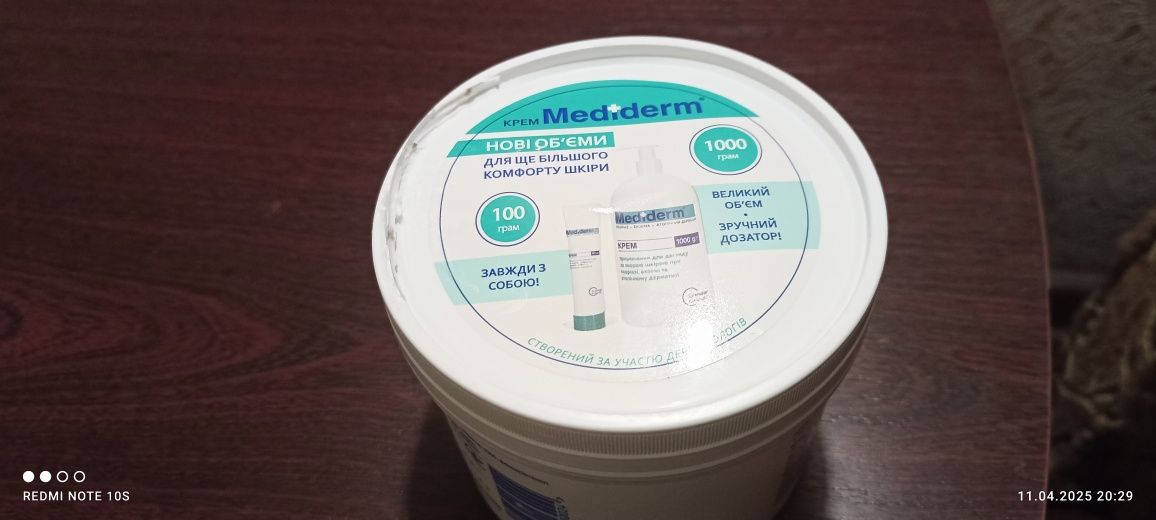 КРЕМ Mediderm®
НОВІ ОБ'ЄМИ
ДЛЯ ЩЕ БІЛЬШОГО
КОМФОРТУ ШКІРИ
1000
грам
ВЕЛИКИЙ
ОБ'ЄМ
•
ЗРУЧНИЙ
ДОЗАТОР!
100
грам
ЗАВЖДИ З
СОБОЮ!
Mediderm
Mediderm
КРЕМ
1000 g
СТВОРЕНИЙ ЗА УЧАСТЮ
REDMI NOTE 10S
11.04.2025 20:29